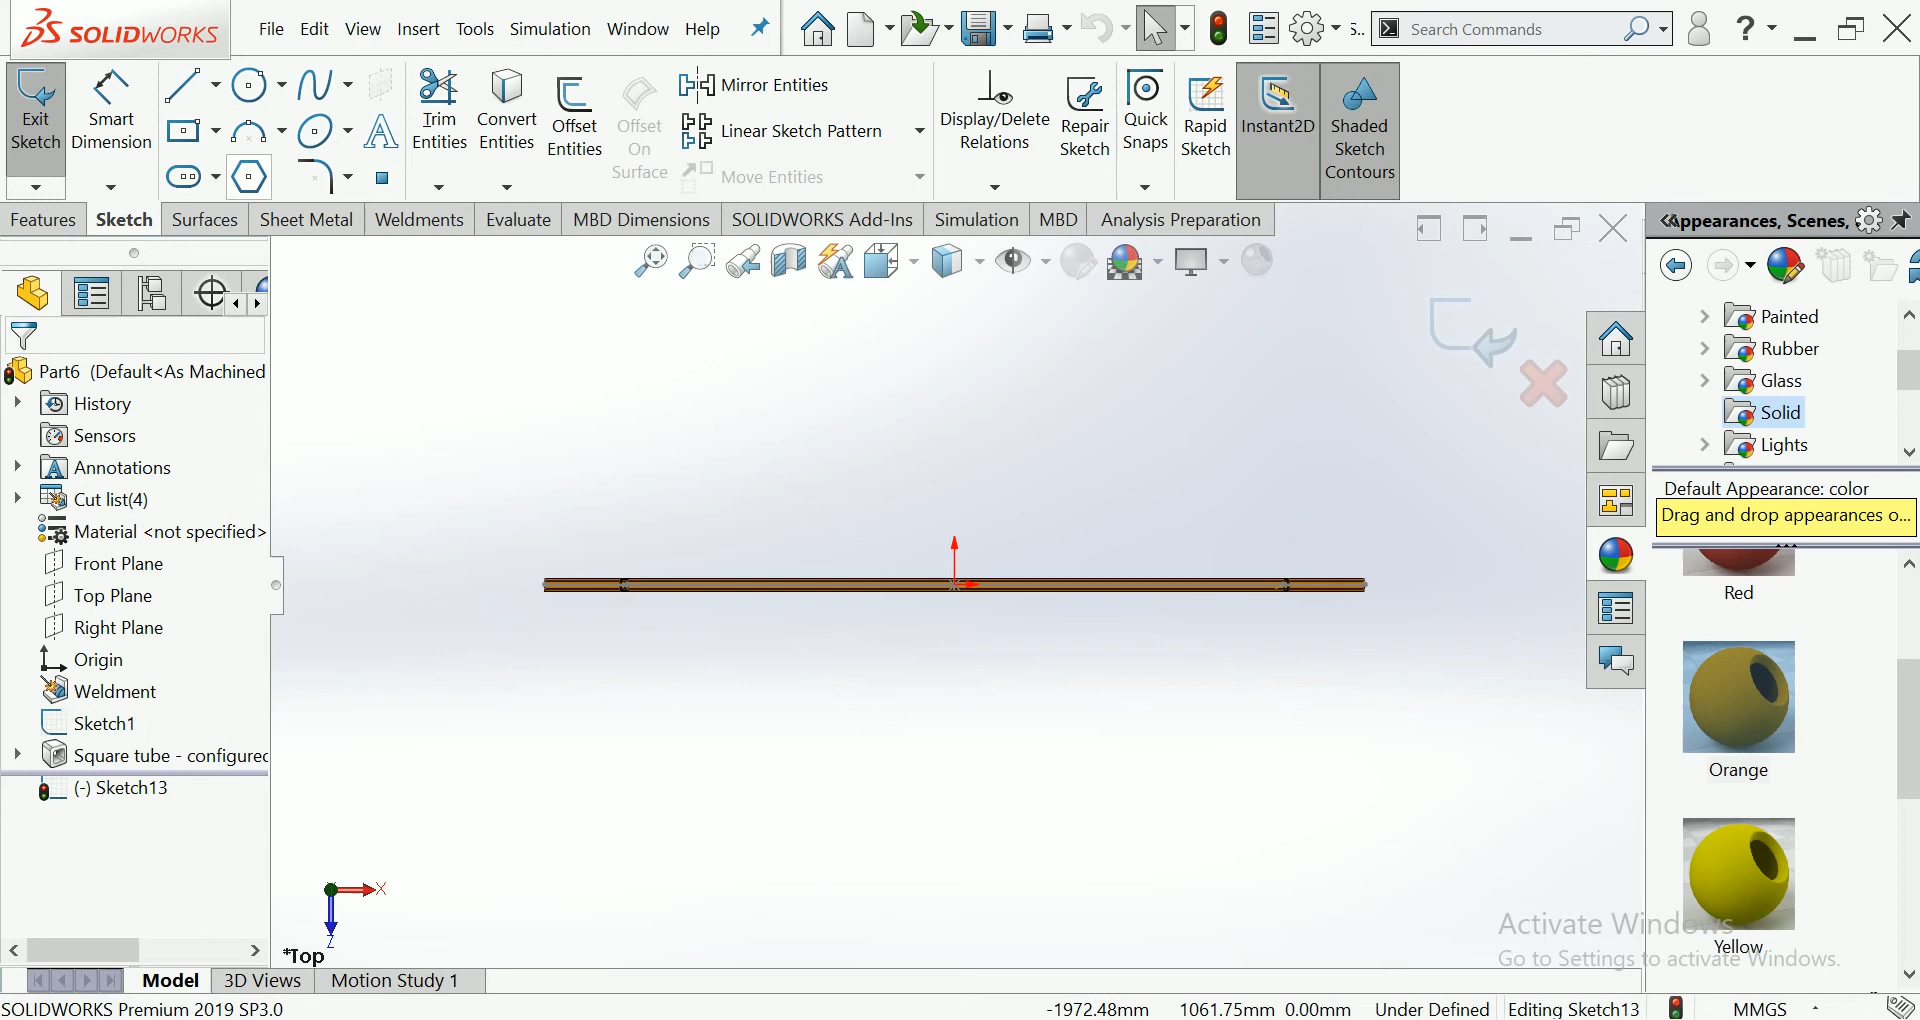 SOLIDWORKS File Edit View Insert Tools Simulation Window Help S... Search Commands ?
Exit Sketch
Smart Dimension
Trim Entities
Convert Entities
Offset Entities
Offset On Surface
Mirror Entities
Linear Sketch Pattern
Move Entities
Display/Delete Relations
Repair Sketch
Quick Snaps
Rapid Sketch
Instant2D
Shaded Sketch Contours
Features Sketch Surfaces Sheet Metal Weldments Evaluate MBD Dimensions SOLIDWORKS Add-Ins Simulation MBD Analysis Preparation
Appearances, Scenes,
Part6 (Default<As Machined
History
Sensors
Annotations
Cut list(4)
Material <not specified>
Front Plane
Top Plane
Right Plane
Origin
Weldment
Sketch1
Square tube - configured
(-) Sketch13
X
Z
*Top
Painted
Rubber
Glass
Solid
Lights
Default Appearance: color
Drag and drop appearances o...
Red
Orange
Yellow
Activate Windows
Go to Settings to activate Windows.
Model 3D Views Motion Study 1
SOLIDWORKS Premium 2019 SP3.0 -1972.48mm 1061.75mm 0.00mm Under Defined Editing Sketch13 MMGS